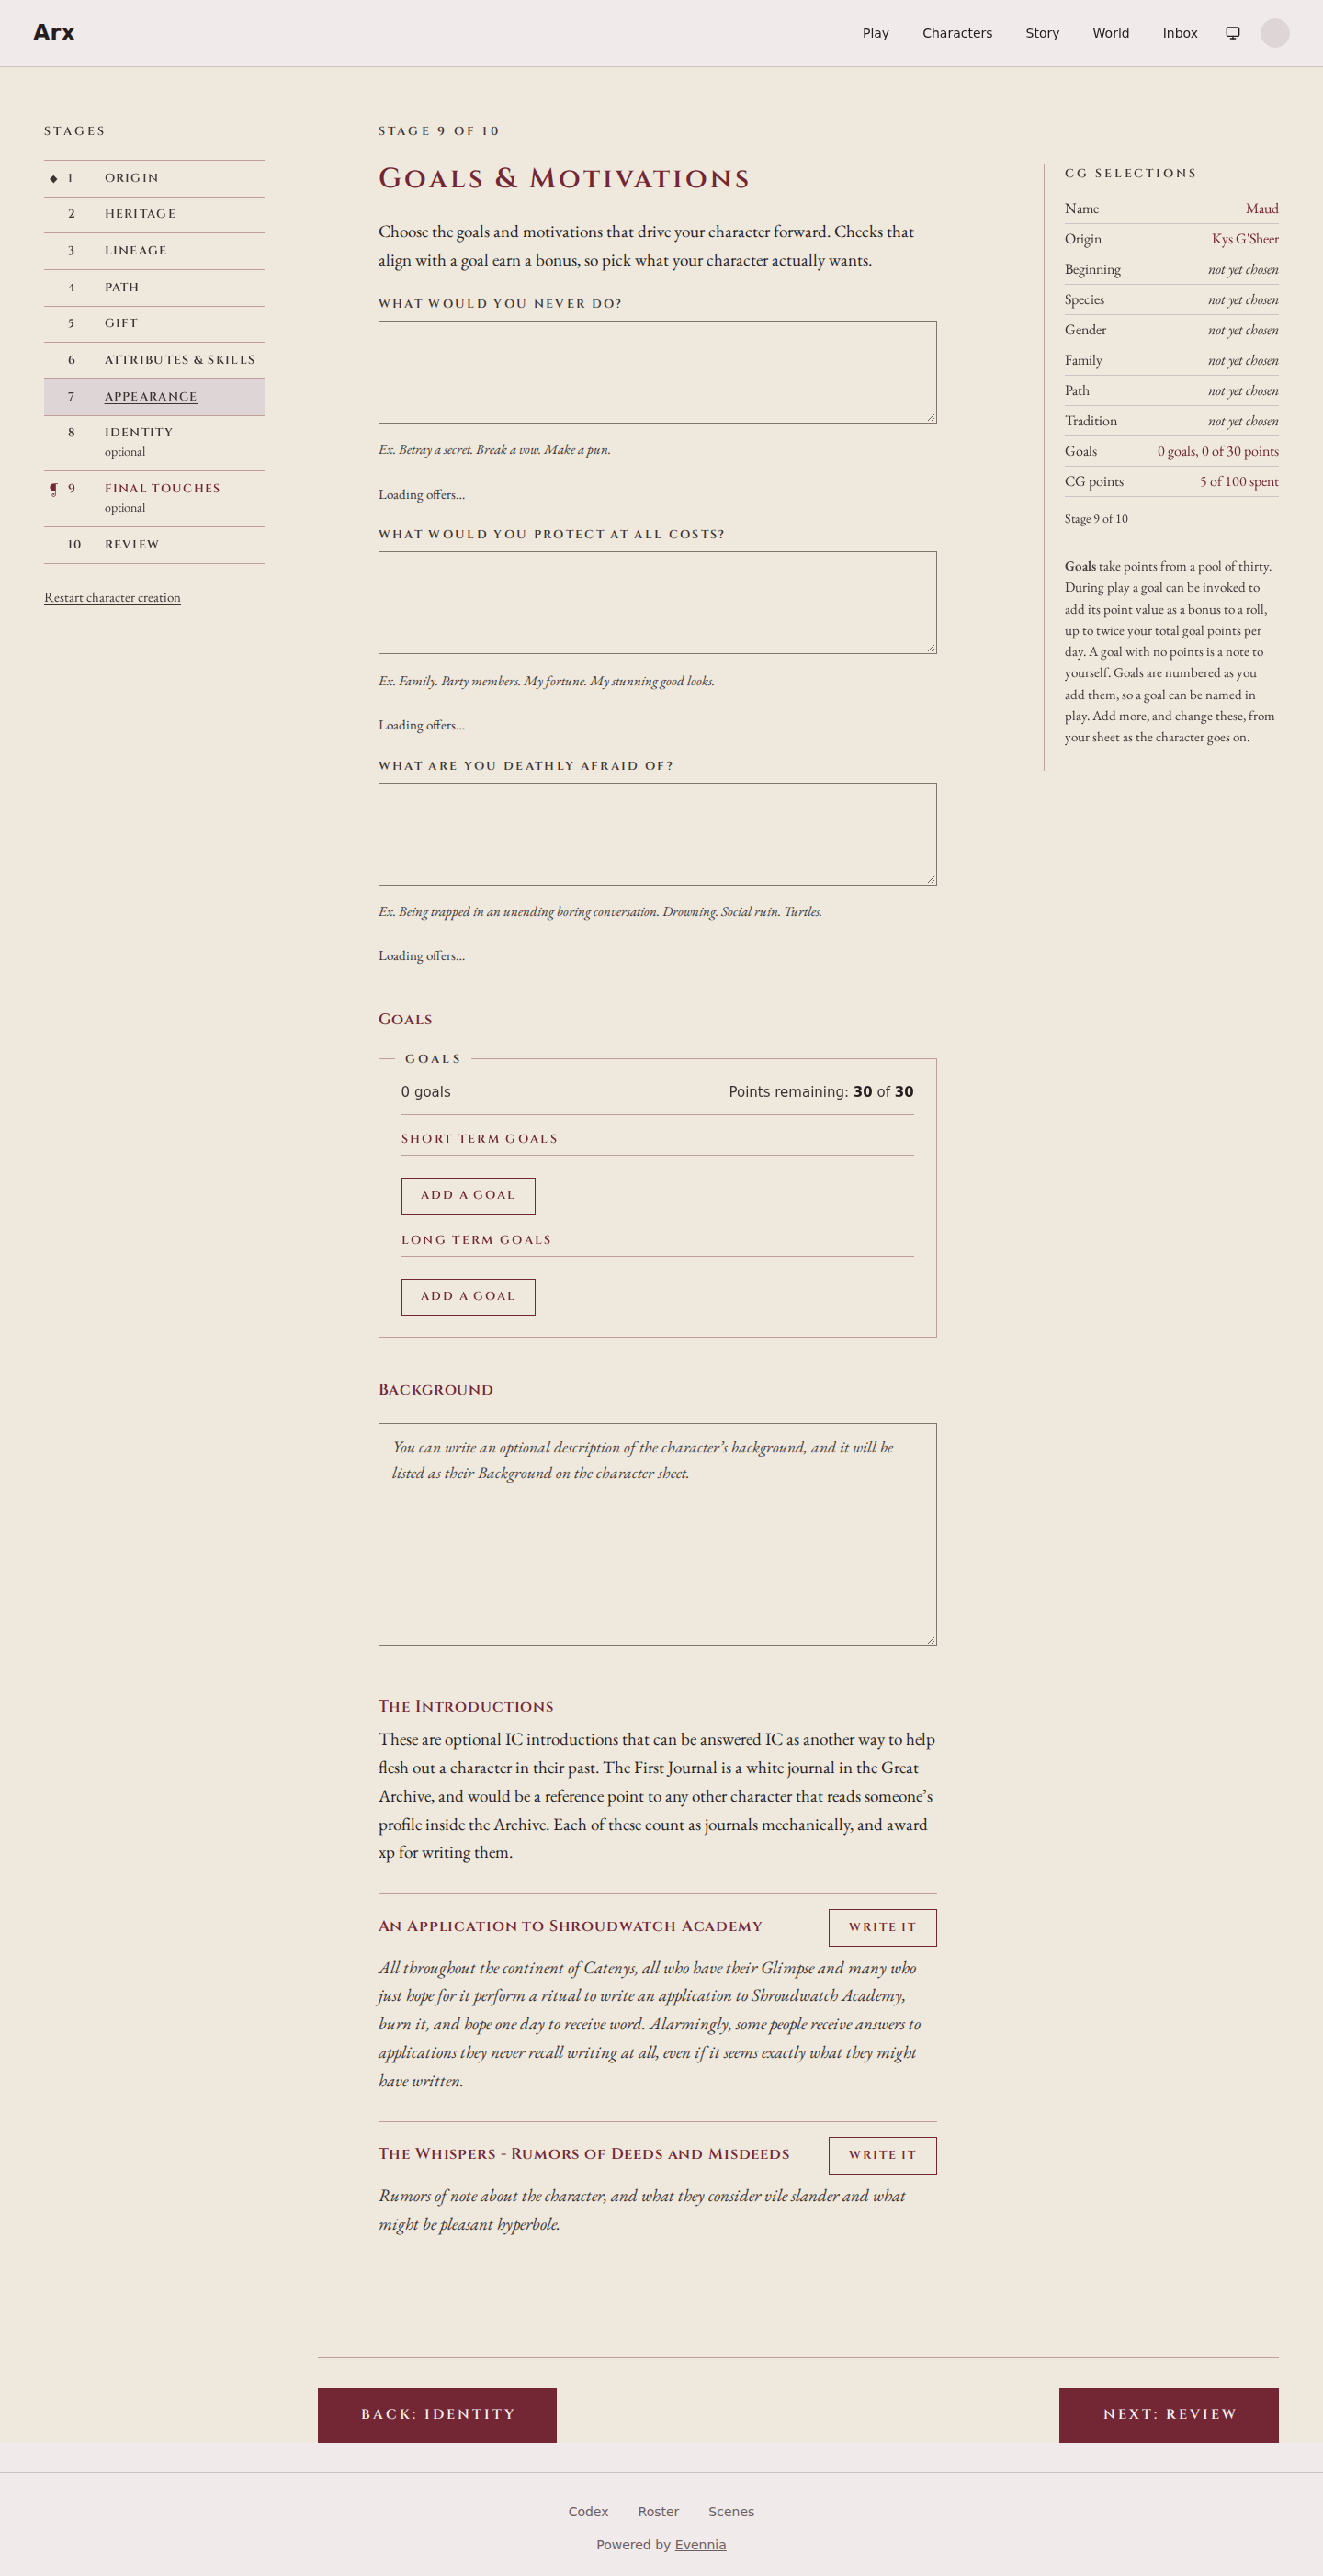 Arx
Play Characters Story World Inbox
STAGES
◆ 1 ORIGIN
2 HERITAGE
3 LINEAGE
4 PATH
5 GIFT
6 ATTRIBUTES & SKILLS
7 APPEARANCE
8 IDENTITY
optional
¶ 9 FINAL TOUCHES
optional
10 REVIEW
Restart character creation
STAGE 9 OF 10
GOALS & MOTIVATIONS
Choose the goals and motivations that drive your character forward. Checks that
align with a goal earn a bonus, so pick what your character actually wants.
WHAT WOULD YOU NEVER DO?
Ex. Betray a secret. Break a vow. Make a pun.
Loading offers...
WHAT WOULD YOU PROTECT AT ALL COSTS?
Ex. Family. Party members. My fortune. My stunning good looks.
Loading offers...
WHAT ARE YOU DEATHLY AFRAID OF?
Ex. Being trapped in an unending boring conversation. Drowning. Social ruin. Turtles.
Loading offers...
GOALS
GOALS
0 goals Points remaining: 30 of 30
SHORT TERM GOALS
ADD A GOAL
LONG TERM GOALS
ADD A GOAL
BACKGROUND
You can write an optional description of the character’s background, and it will be
listed as their Background on the character sheet.
THE INTRODUCTIONS
These are optional IC introductions that can be answered IC as another way to help
flesh out a character in their past. The First Journal is a white journal in the Great
Archive, and would be a reference point to any other character that reads someone’s
profile inside the Archive. Each of these count as journals mechanically, and award
xp for writing them.
AN APPLICATION TO SHROUDWATCH ACADEMY WRITE IT
All throughout the continent of Catenys, all who have their Glimpse and many who
just hope for it perform a ritual to write an application to Shroudwatch Academy,
burn it, and hope one day to receive word. Alarmingly, some people receive answers to
applications they never recall writing at all, even if it seems exactly what they might
have written.
THE WHISPERS - RUMORS OF DEEDS AND MISDEEDS WRITE IT
Rumors of note about the character, and what they consider vile slander and what
might be pleasant hyperbole.
CG SELECTIONS
Name Maud
Origin Kys G'Sheer
Beginning not yet chosen
Species not yet chosen
Gender not yet chosen
Family not yet chosen
Path not yet chosen
Tradition not yet chosen
Goals 0 goals, 0 of 30 points
CG points 5 of 100 spent
Stage 9 of 10
Goals take points from a pool of thirty.
During play a goal can be invoked to
add its point value as a bonus to a roll,
up to twice your total goal points per
day. A goal with no points is a note to
yourself. Goals are numbered as you
add them, so a goal can be named in
play. Add more, and change these, from
your sheet as the character goes on.
BACK: IDENTITY NEXT: REVIEW
Codex Roster Scenes
Powered by Evennia